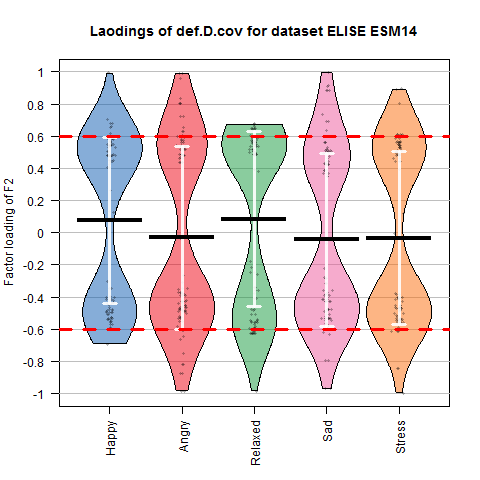 Laodings of def.D.cov for dataset ELISE ESM14
Factor loading of F2
1
0.8
0.6
0.4
0.2
0
-0.2
-0.4
-0.6
-0.8
-1
Happy
Angry
Relaxed
Sad
Stress